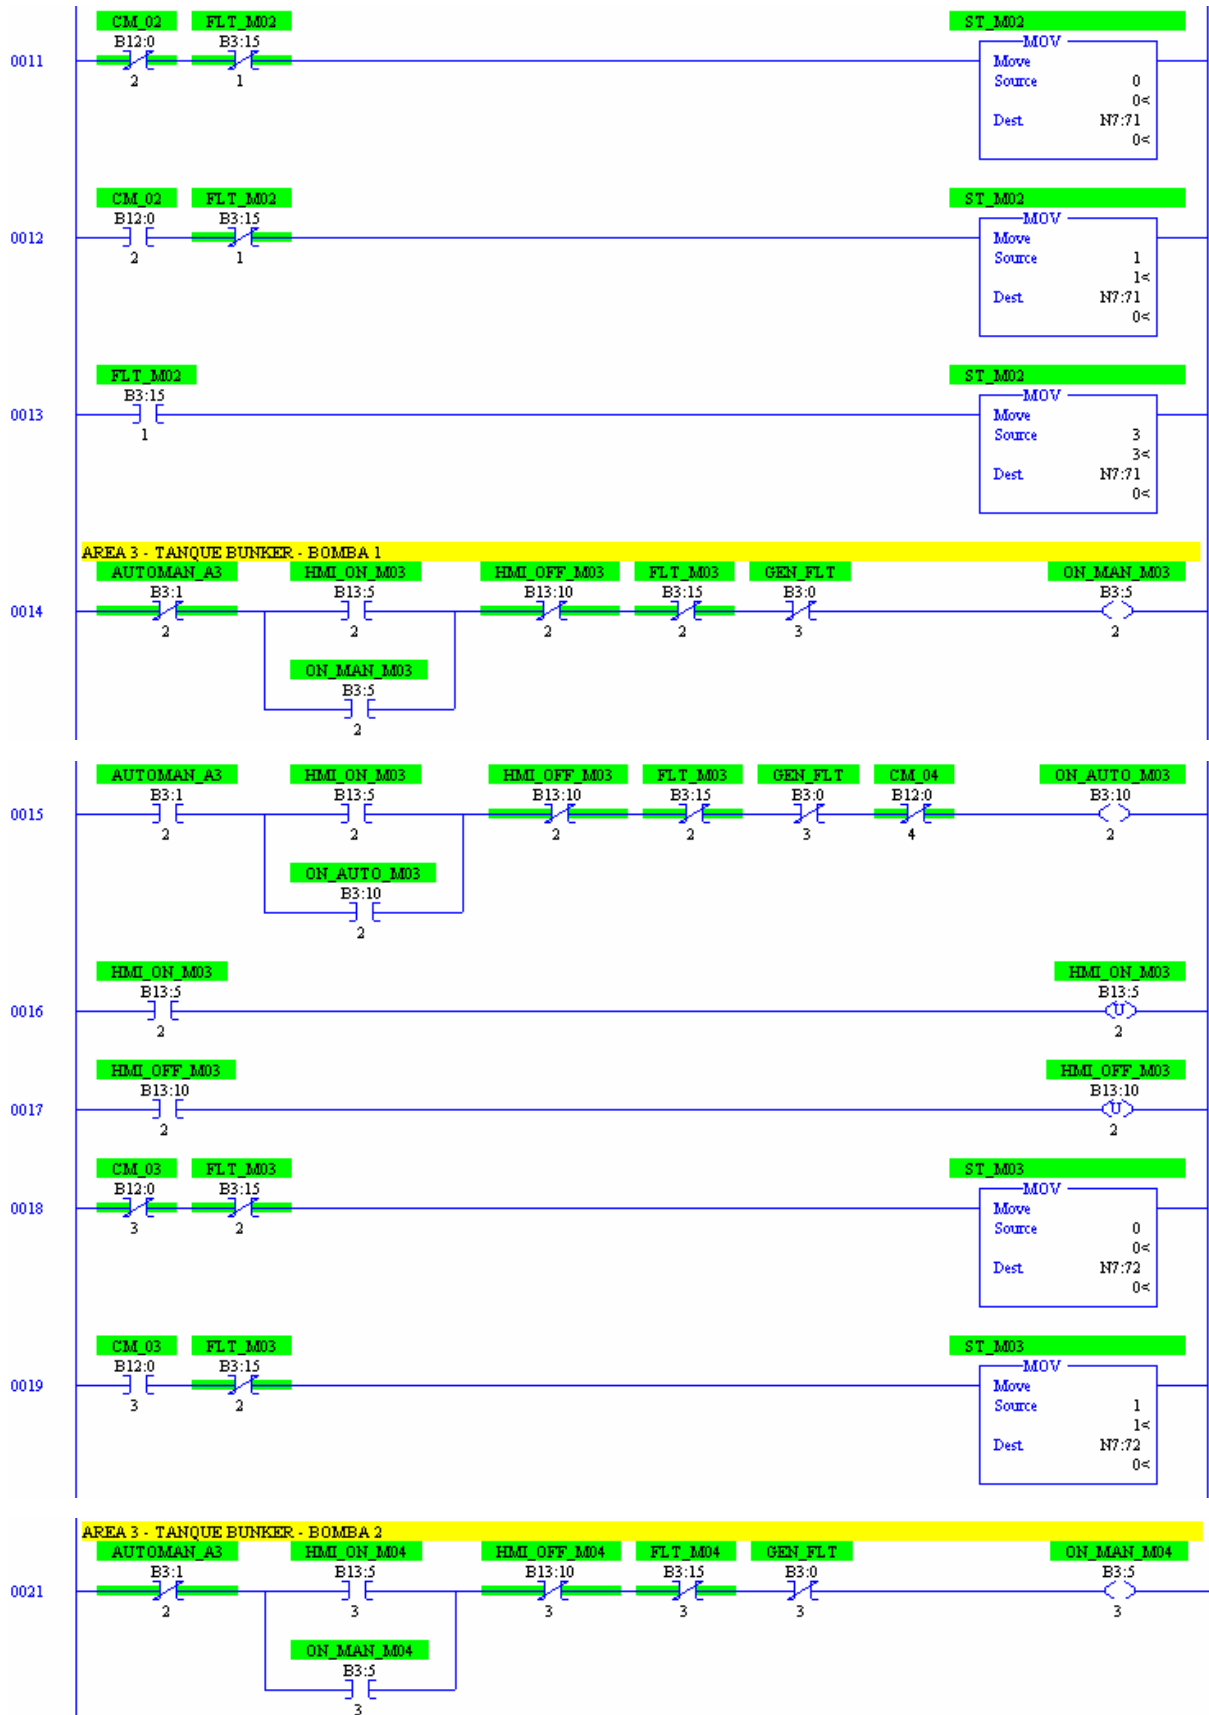 CM_02 FLT_M02 ST_M02
B12:0 B3:15 MOV
0011 Move
2 1 Source 0
0<
Dest N7:71
0<
CM_02 FLT_M02 ST_M02
B12:0 B3:15 MOV
0012 Move
2 1 Source 1
1<
Dest N7:71
0<
FLT_M02 ST_M02
B3:15 MOV
0013 Move
1 Source 3
3<
Dest N7:71
0<
AREA 3 - TANQUE BUNKER - BOMBA 1
AUTOMAN_A3 HMI_ON_M03 HMI_OFF_M03 FLT_M03 GEN_FLT ON_MAN_M03
B3:1 B13:5 B13:10 B3:15 B3:0 B3:5
0014
2 2 2 2 3 2
ON_MAN_M03
B3:5
2
AUTOMAN_A3 HMI_ON_M03 HMI_OFF_M03 FLT_M03 GEN_FLT CM_04 ON_AUTO_M03
B3:1 B13:5 B13:10 B3:15 B3:0 B12:0 B3:10
0015
2 2 2 2 3 4 2
ON_AUTO_M03
B3:10
2
HMI_ON_M03 HMI_ON_M03
B13:5 B13:5
0016 U
2 2
HMI_OFF_M03 HMI_OFF_M03
B13:10 B13:10
0017 U
2 2
CM_03 FLT_M03 ST_M03
B12:0 B3:15 MOV
0018 Move
3 2 Source 0
0<
Dest N7:72
0<
CM_03 FLT_M03 ST_M03
B12:0 B3:15 MOV
0019 Move
3 2 Source 1
1<
Dest N7:72
0<
AREA 3 - TANQUE BUNKER - BOMBA 2
AUTOMAN_A3 HMI_ON_M04 HMI_OFF_M04 FLT_M04 GEN_FLT ON_MAN_M04
B3:1 B13:5 B13:10 B3:15 B3:0 B3:5
0021
2 3 3 3 3 3
ON_MAN_M04
B3:5
3